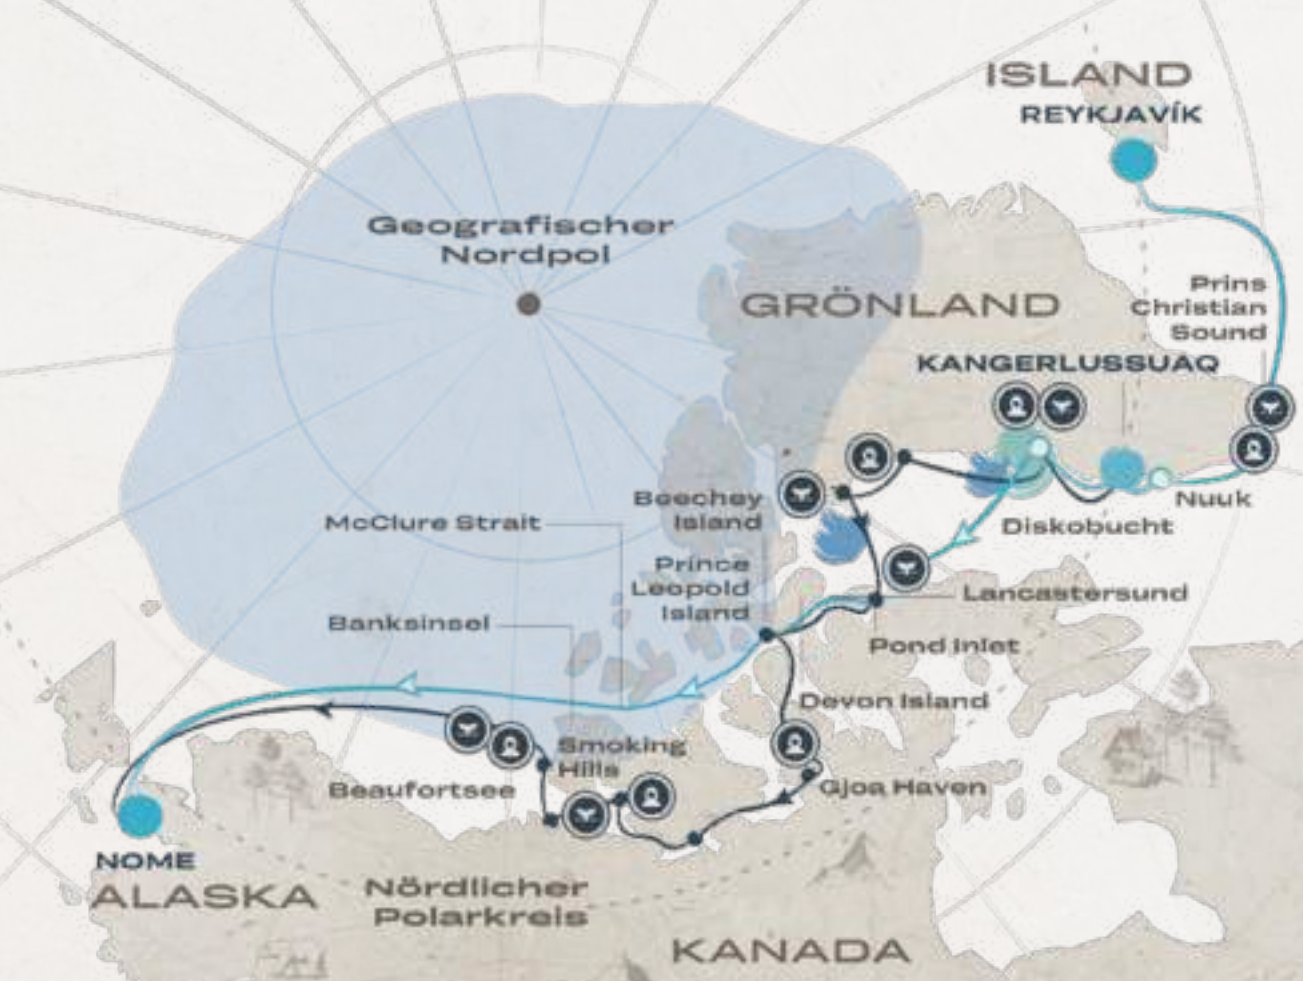 ISLAND
REYKJAVÍK
Geografischer
Nordpol
GRÖNLAND
Prins
Christian
Sound
KANGERLUSSUAQ
Nuuk
Diskobucht
Beechey
Island
McClure Strait
Prince
Leopold
Island
Lancastersund
Banksinsel
Pond Inlet
Devon Island
Smoking
Hills
Beaufortsee
Gjoa Haven
NOME
ALASKA
Nördlicher
Polarkreis
KANADA